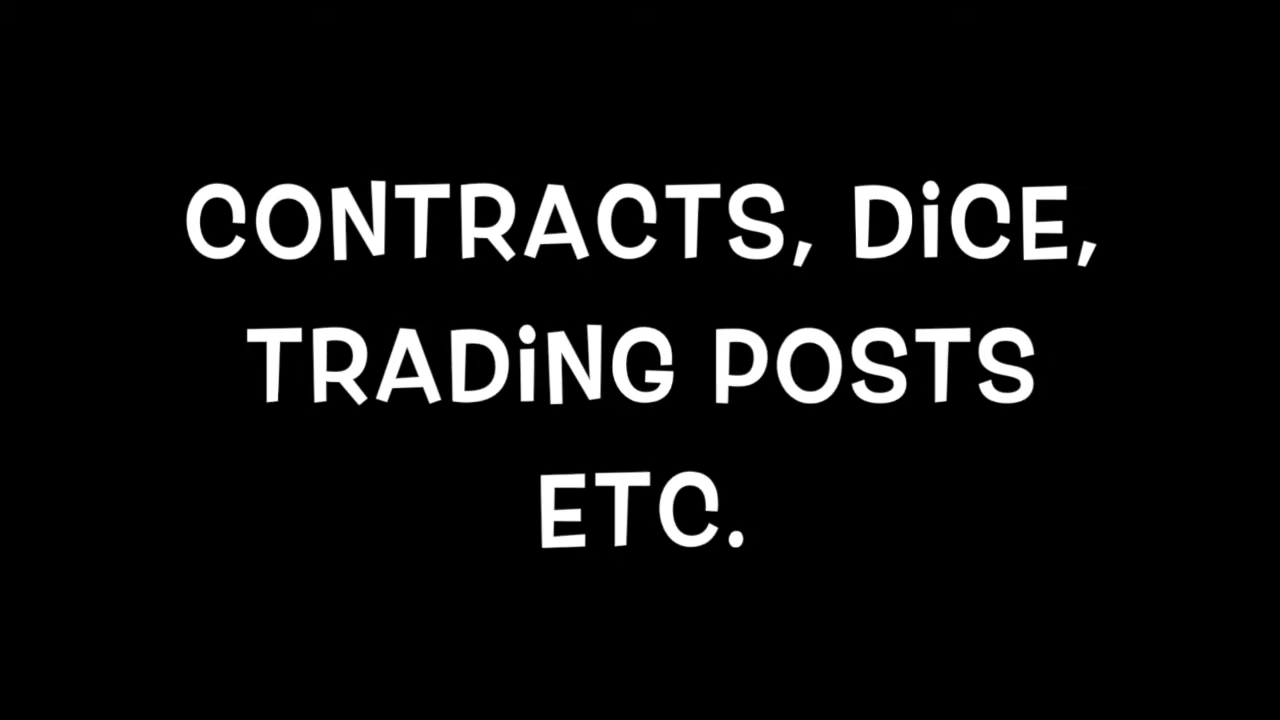 CONTRACTS, DiCE,
TRADiNG POSTS
ETC.